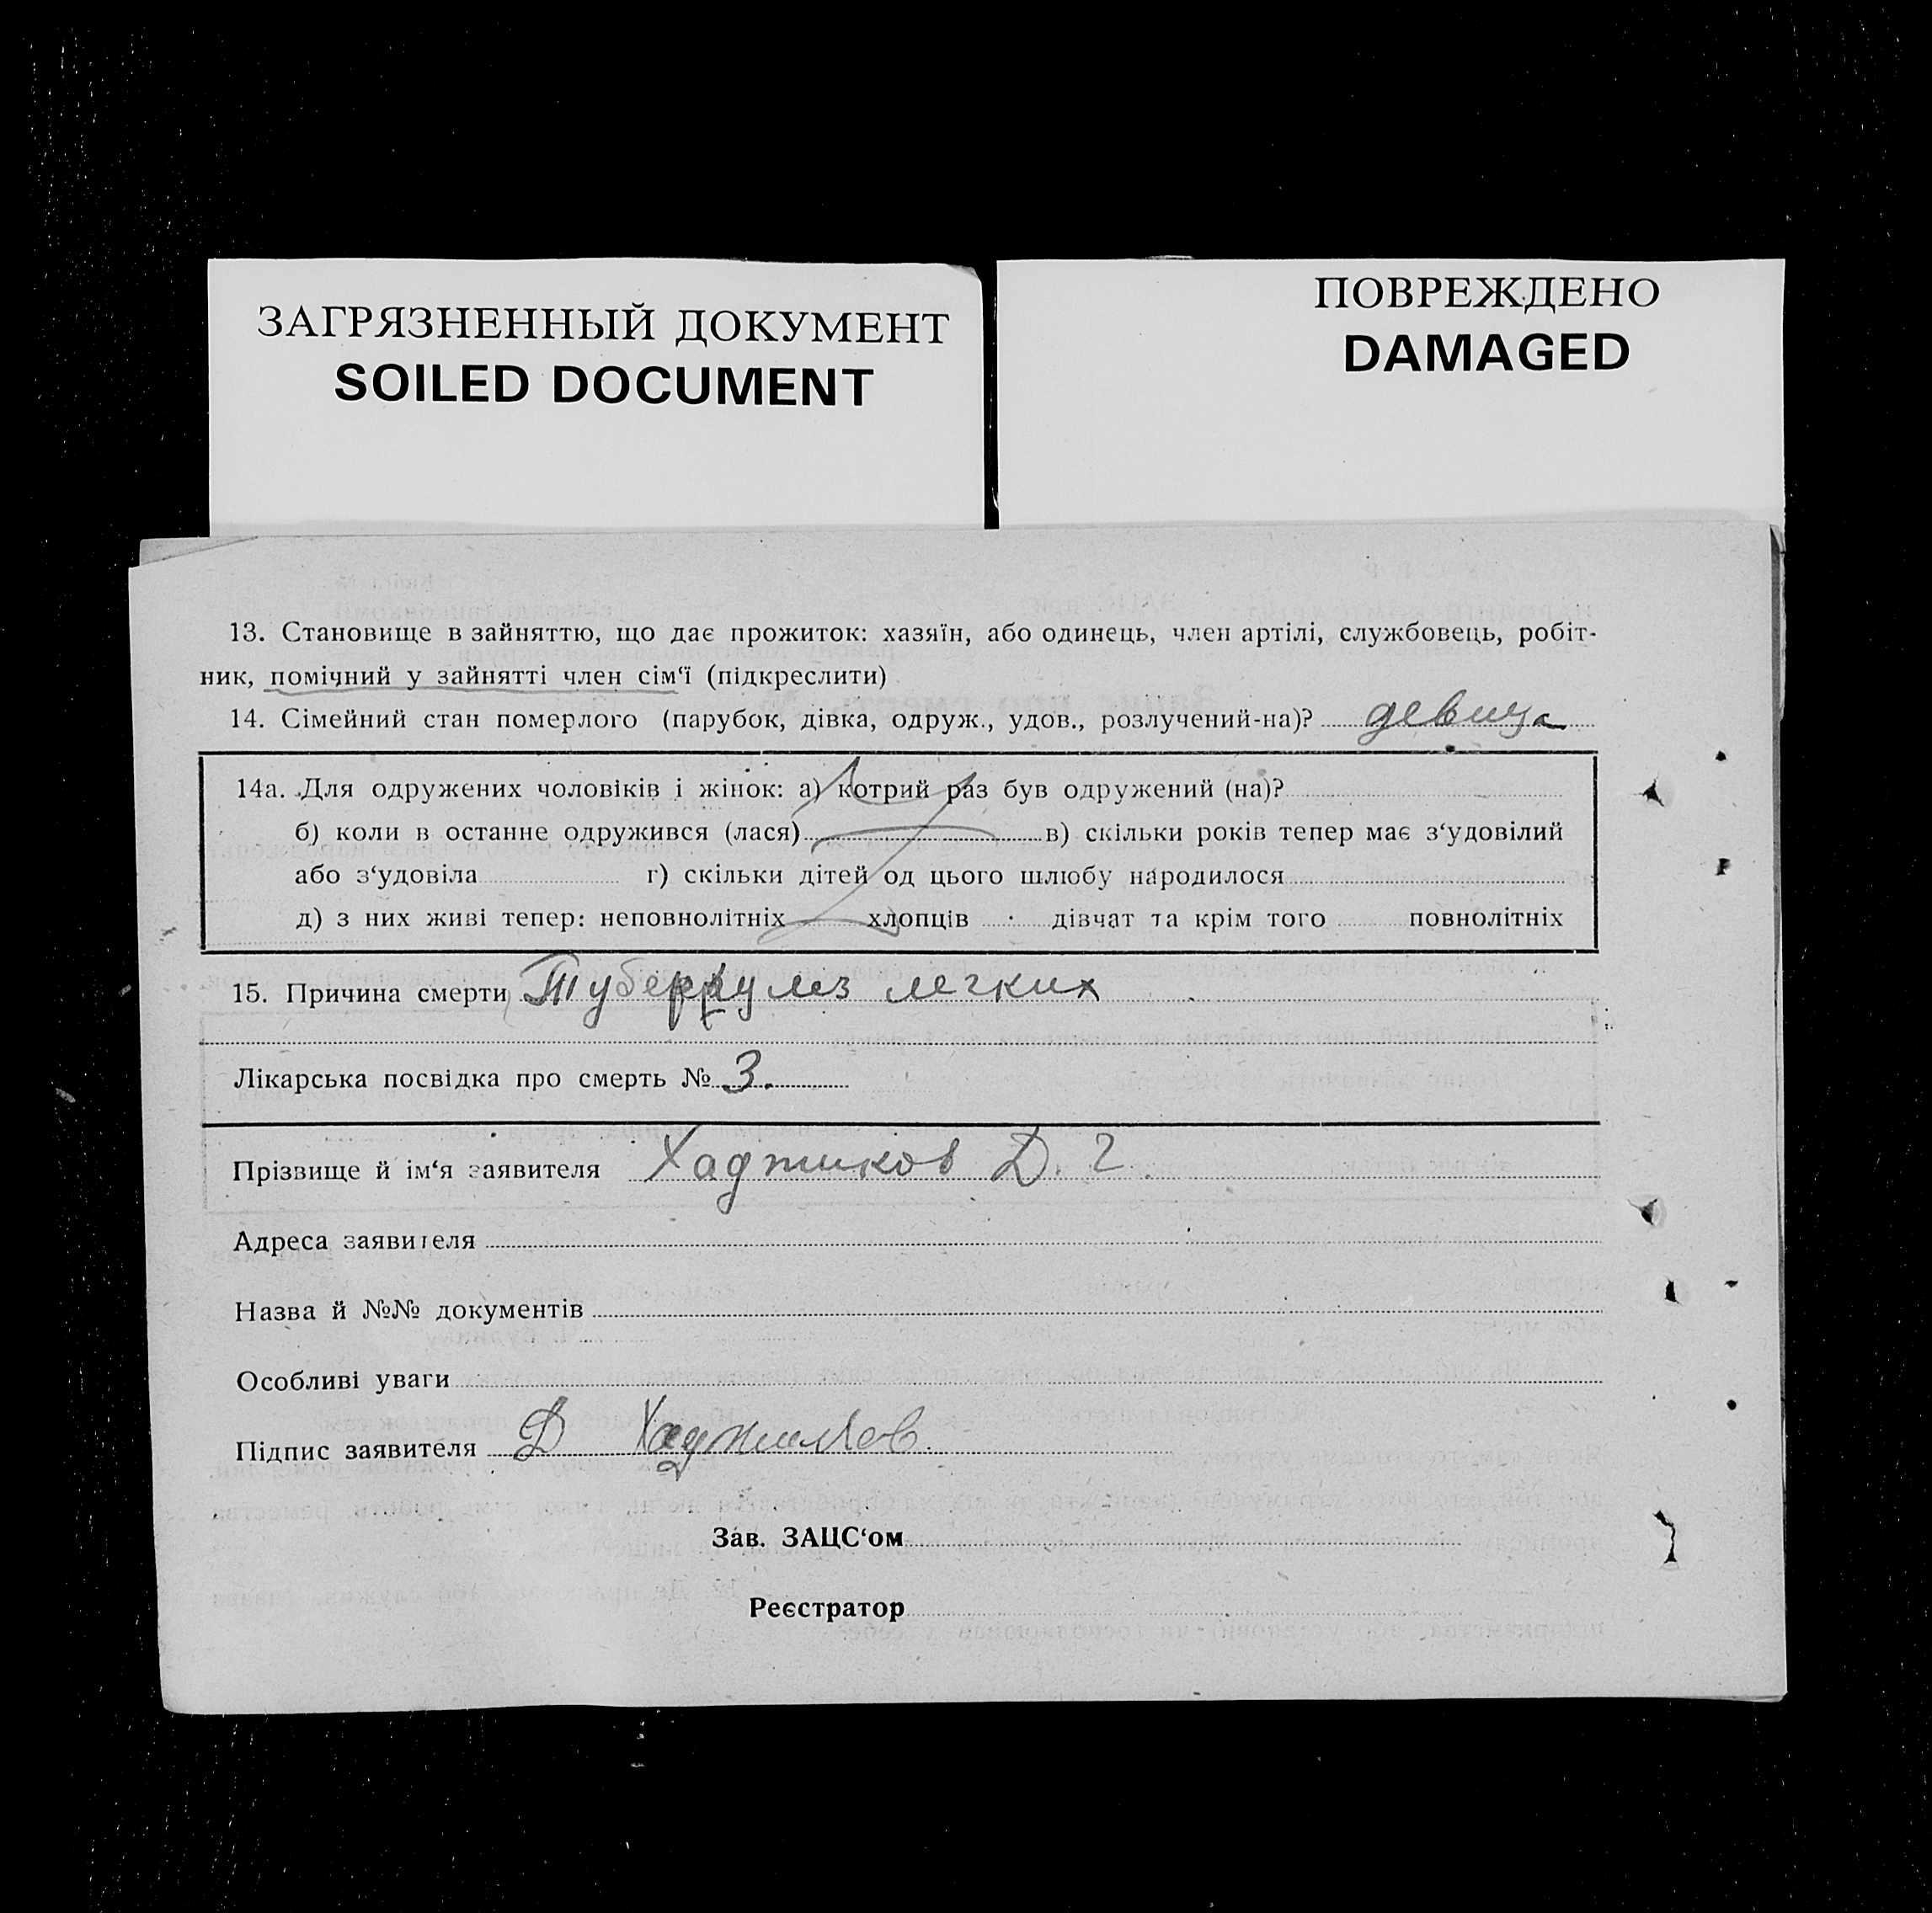 ЗАГРЯЗНЕННЫЙ ДОКУМЕНТ
SOILED DOCUMENT
ПОВРЕЖДЕНО
DAMAGED
13. Становище в зайняттю, що дає прожиток: хазяїн, або одинець, член артілі, службовець, робіт-
ник, помічний у зайнятті член сім‘ї (підкреслити)
14. Сімейний стан померлого (парубок, дівка, одруж., удов., розлучений-на)? девица
14а. Для одружених чоловіків і жінок: а) котрий раз був одружений (на)?
б) коли в останне одружився (лася) в) скільки років тепер має з‘удовілий
або з‘удовіла г) скільки дітей од цього шлюбу народилося
д) з них живі тепер: неповнолітніх хлопців дівчат та крім того повнолітніх
15. Причина смерти Туберкулез легких
Лікарська посвідка про смерть № 3.
Прізвище й ім‘я заявителя Хаджиков Д. Г.
Адреса заявителя
Назва й №№ документів
Особливі уваги
Підпис заявителя Д Хаджиков
Зав. ЗАЦС‘ом
Реєстратор